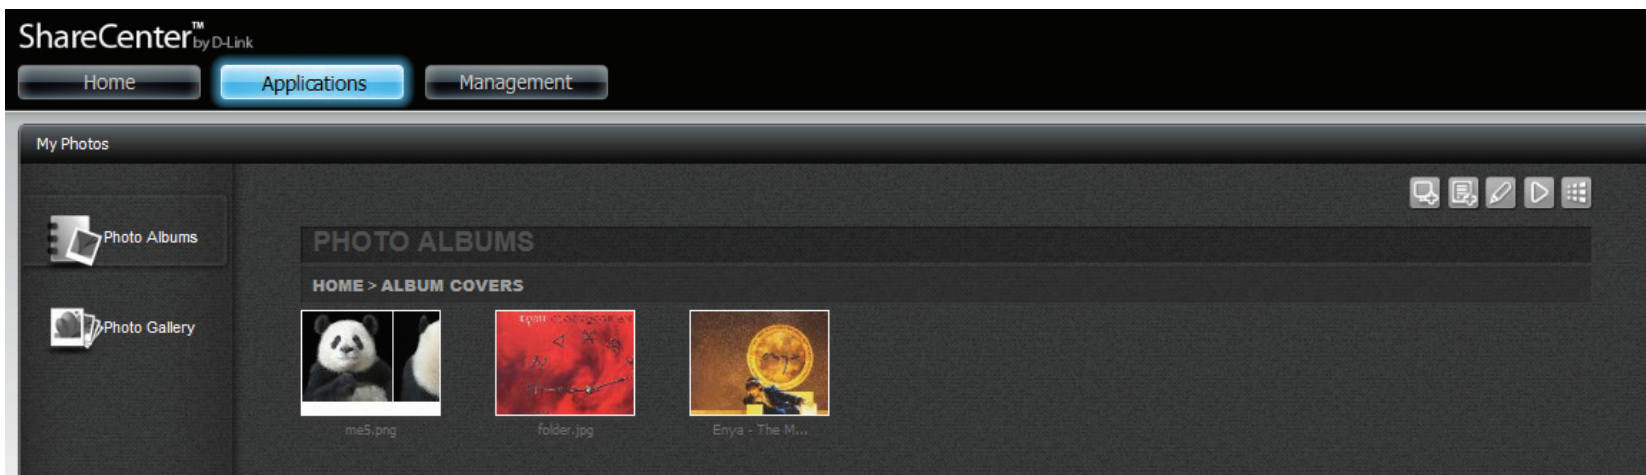 ShareCenter™ by D-Link
Home Applications Management
My Photos
Photo Albums
PHOTO ALBUMS
HOME > ALBUM COVERS
Photo Gallery
me5.png folder.jpg Enya - The M...